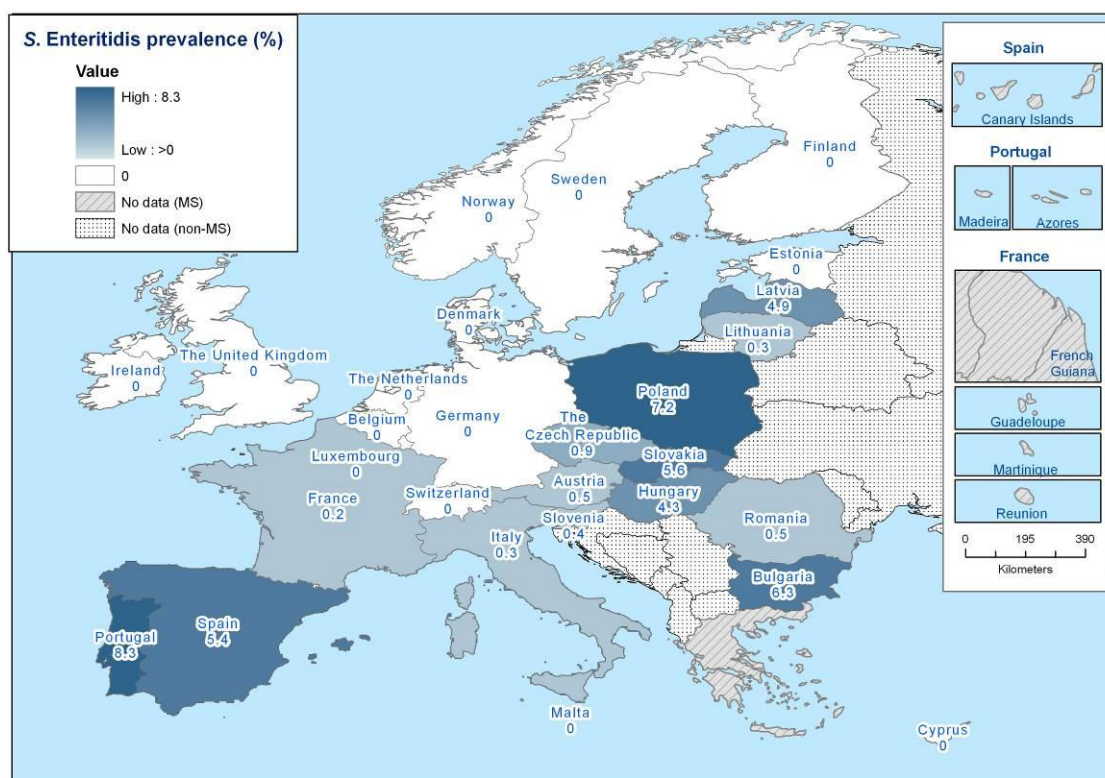 S. Enteritidis prevalence (%)
Value
High : 8.3
Low : >0
0
No data (MS)
No data (non-MS)
Finland
0
Sweden
0
Norway
0
Estonia
0
Latvia
4.9
Lithuania
0.3
Denmark
0
The United Kingdom
0
Ireland
0
The Netherlands
0
Belgium
0
Germany
0
Poland
7.2
The
Czech Republic
0.9
Luxembourg
0
Slovakia
5.6
France
0.2
Switzerland
0
Austria
0.5
Hungary
4.3
Slovenia
0.4
Romania
0.5
Italy
0.3
Bulgaria
6.3
Portugal
8.3
Spain
5.4
Malta
0
Cyprus
0
Spain
Canary Islands
Portugal
Madeira
Azores
France
French
Guiana
Guadeloupe
Martinique
Reunion
0 195 390
Kilometers